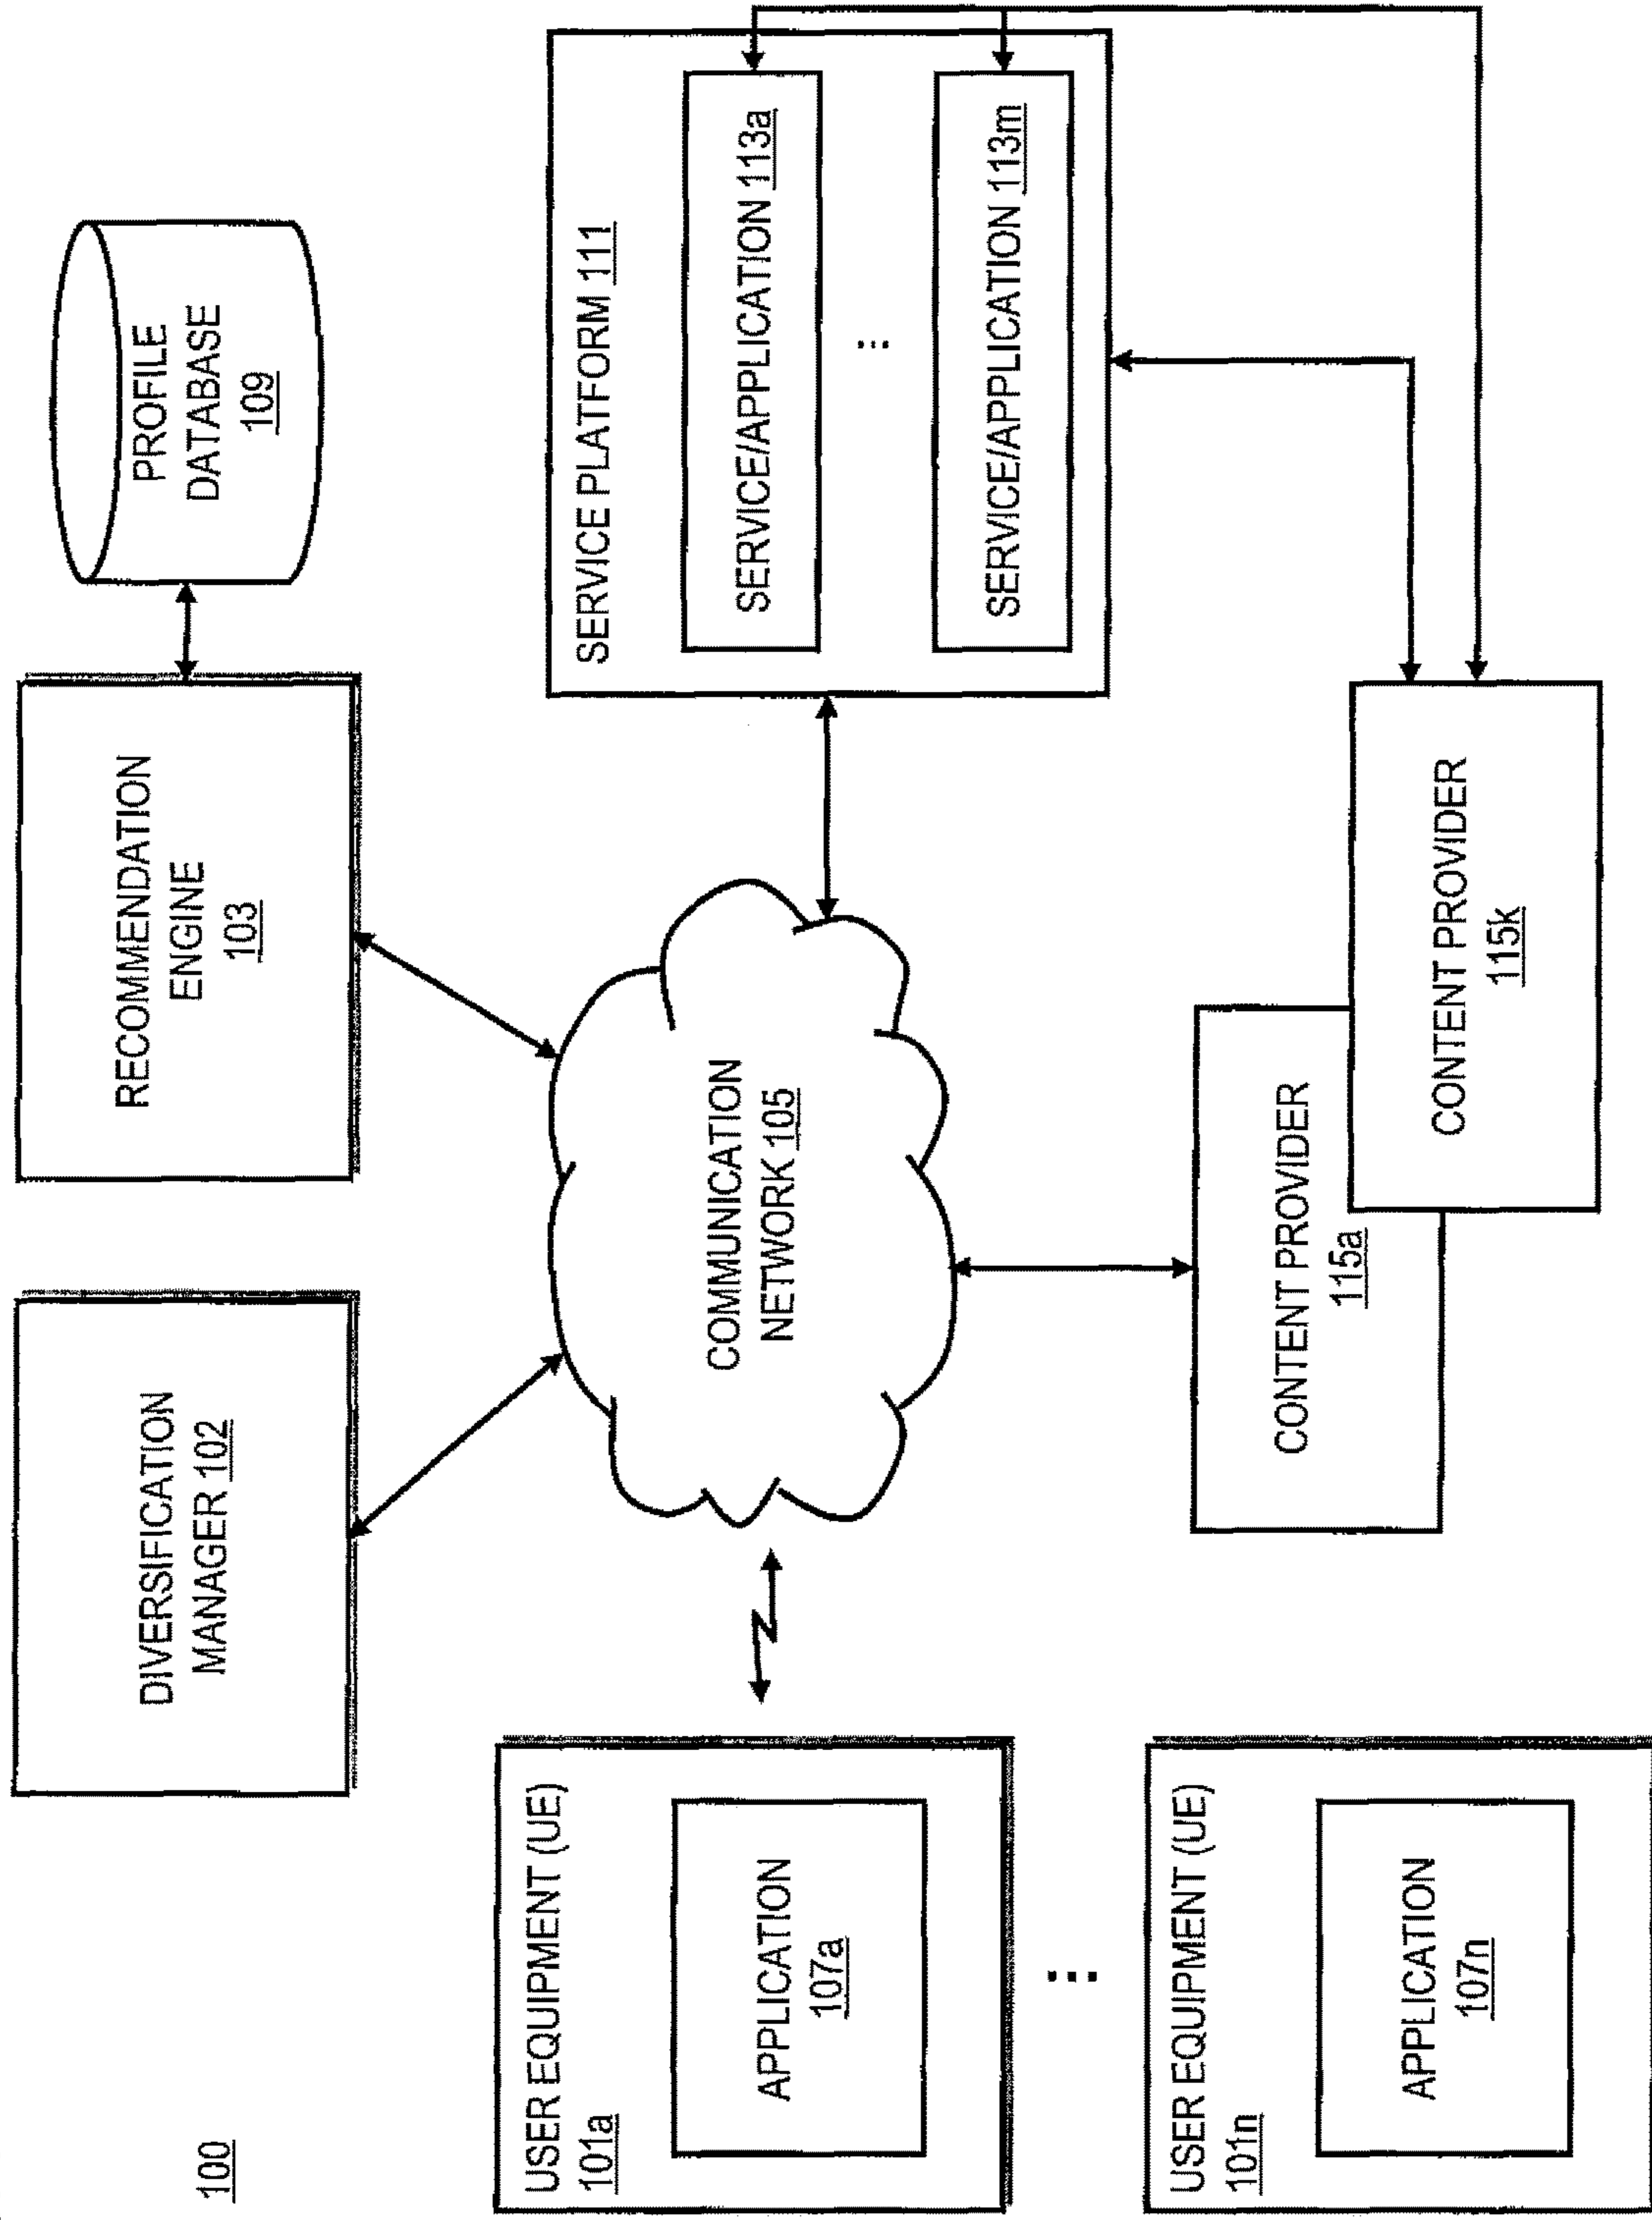 100
DIVERSIFICATION
MANAGER 102
RECOMMENDATION
ENGINE
103
PROFILE
DATABASE
109
USER EQUIPMENT (UE)
101a
APPLICATION
107a
...
USER EQUIPMENT (UE)
101n
APPLICATION
107n
COMMUNICATION
NETWORK 105
SERVICE PLATFORM 111
SERVICE/APPLICATION 113a
...
SERVICE/APPLICATION 113m
CONTENT PROVIDER
115a
CONTENT PROVIDER
115k